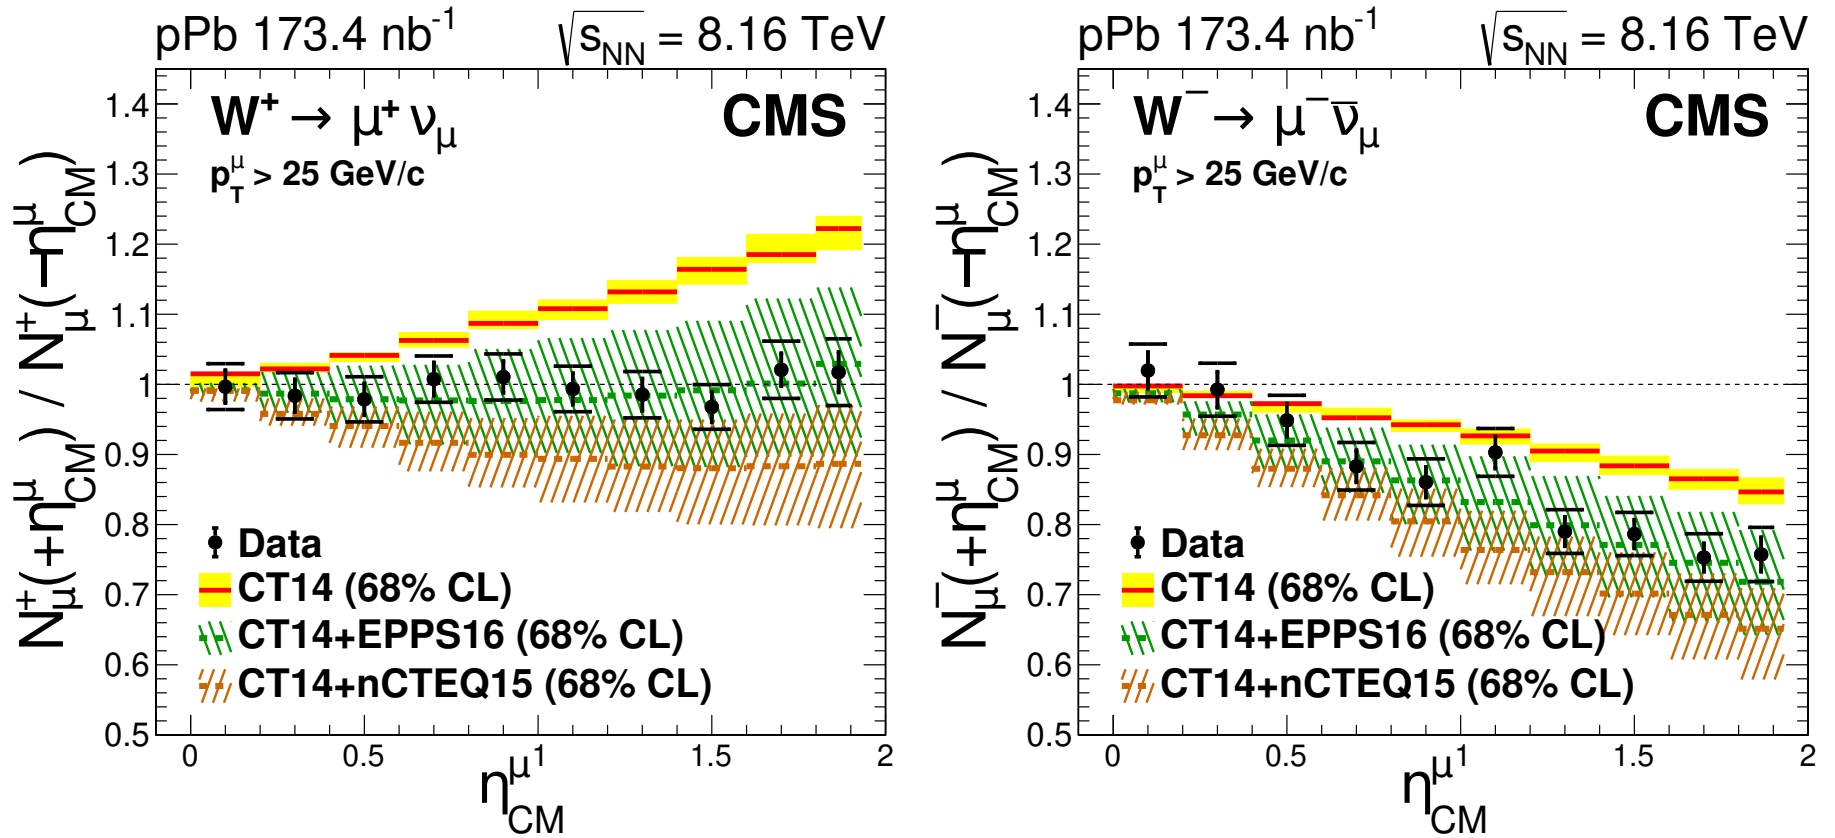 pPb 173.4 nb⁻¹ √s_NN = 8.16 TeV
W⁺ → μ⁺ ν_μ CMS
p_T^μ > 25 GeV/c
N_μ^+(+η_CM^μ) / N_μ^+(-η_CM^μ)
1.4
1.3
1.2
1.1
1
0.9
0.8
0.7
0.6
0.5
Data
CT14 (68% CL)
CT14+EPPS16 (68% CL)
CT14+nCTEQ15 (68% CL)
0 0.5 1 1.5 2
η_CM^μ
pPb 173.4 nb⁻¹ √s_NN = 8.16 TeV
W⁻ → μ⁻ ν̄_μ CMS
p_T^μ > 25 GeV/c
N_μ^-(+η_CM^μ) / N_μ^-(-η_CM^μ)
1.4
1.3
1.2
1.1
1
0.9
0.8
0.7
0.6
0.5
Data
CT14 (68% CL)
CT14+EPPS16 (68% CL)
CT14+nCTEQ15 (68% CL)
0 0.5 1 1.5 2
η_CM^μ